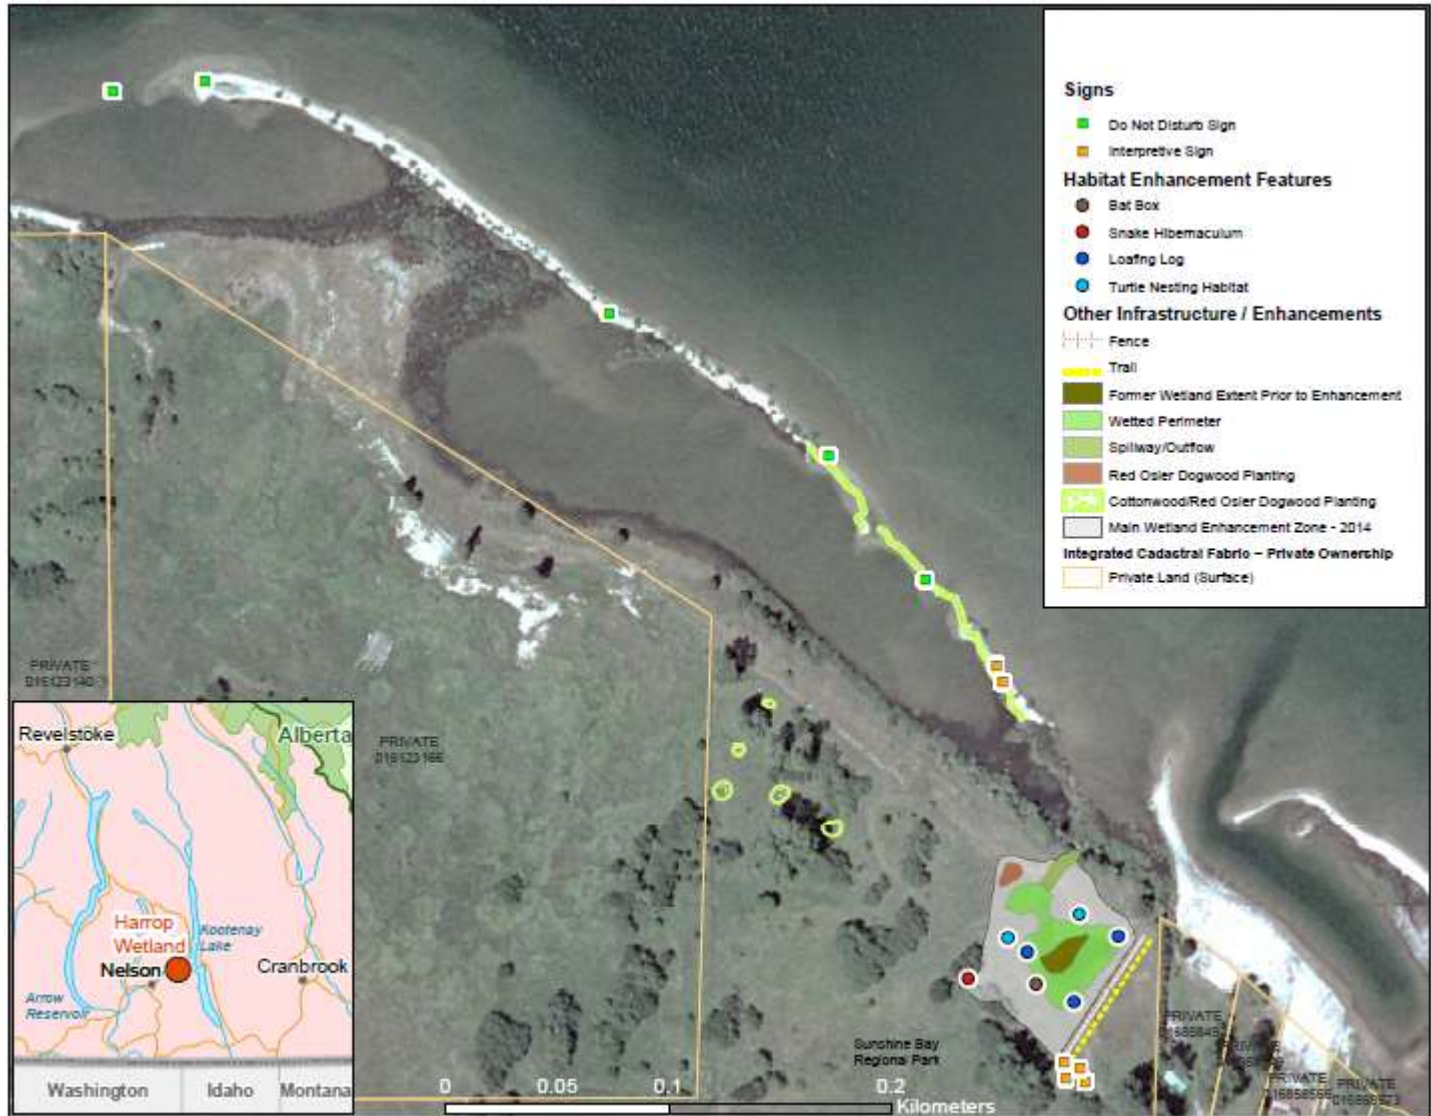 Signs
Do Not Disturb Sign
Interpretive Sign
Habitat Enhancement Features
Bat Box
Snake Hibernaculum
Loafing Log
Turtle Nesting Habitat
Other Infrastructure / Enhancements
Fence
Trail
Former Wetland Extent Prior to Enhancement
Wetted Perimeter
Spillway/Outflow
Red Osier Dogwood Planting
Cottonwood/Red Osier Dogwood Planting
Main Wetland Enhancement Zone - 2014
Integrated Cadastral Fabric – Private Ownership
Private Land (Surface)
PRIVATE
016123140
PRIVATE
016123166
Revelstoke
Alberta
Harrop
Wetland
Kootenay
Lake
Nelson
Cranbrook
Arrow
Reservoir
Washington
Idaho
Montana
Sunshine Bay
Regional Park
PRIVATE
PRIVATE
PRIVATE
PRIVATE
0
0.05
0.1
0.2
Kilometers